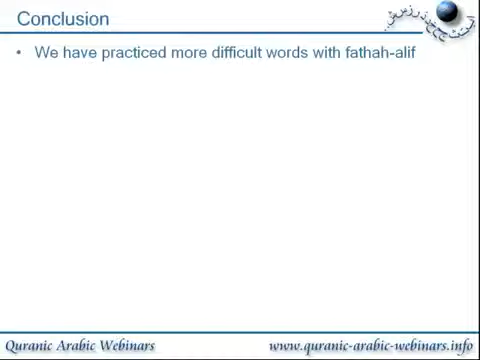 Conclusion
• We have practiced more difficult words with fathah-alif
Quranic Arabic Webinars
www.quranic-arabic-webinars.info